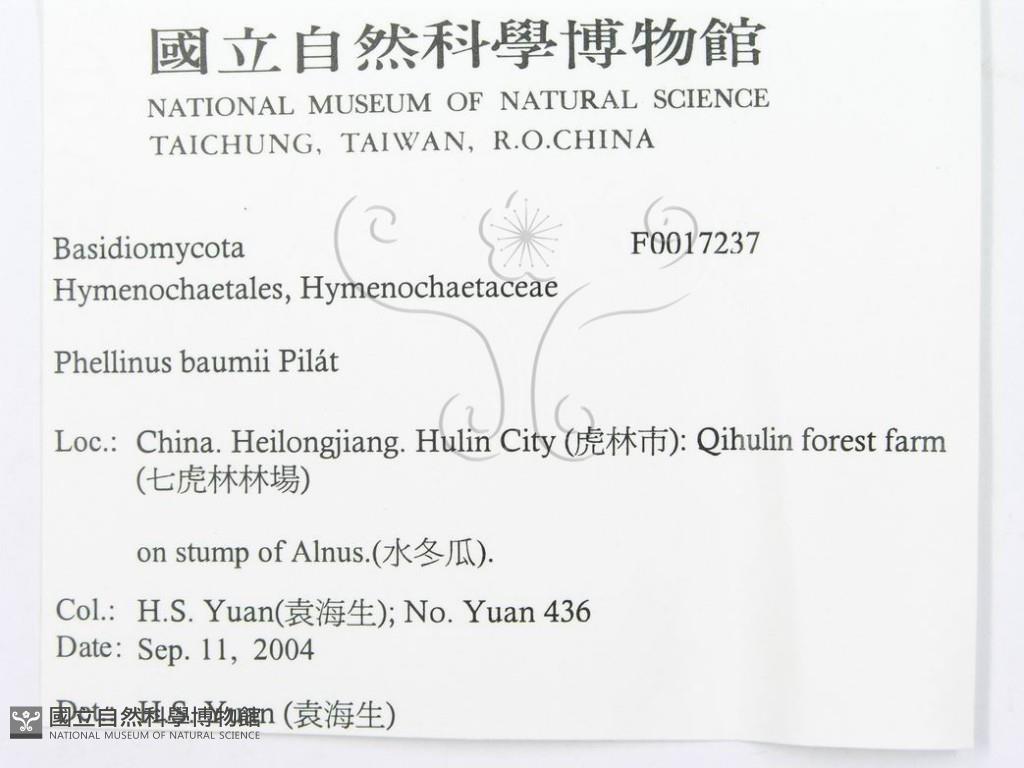 國立自然科學博物館
NATIONAL MUSEUM OF NATURAL SCIENCE
TAICHUNG, TAIWAN, R.O.CHINA
Basidiomycota F0017237
Hymenochaetales, Hymenochaetaceae
Phellinus baumii Pilát
Loc.: China. Heilongjiang. Hulin City (虎林市): Qihulin forest farm
(七虎林林場)
on stump of Alnus.(水冬瓜).
Col.: H.S. Yuan(袁海生); No. Yuan 436
Date: Sep. 11, 2004
Det.: H.S. Yuan (袁海生)
國立自然科學博物館
NATIONAL MUSEUM OF NATURAL SCIENCE